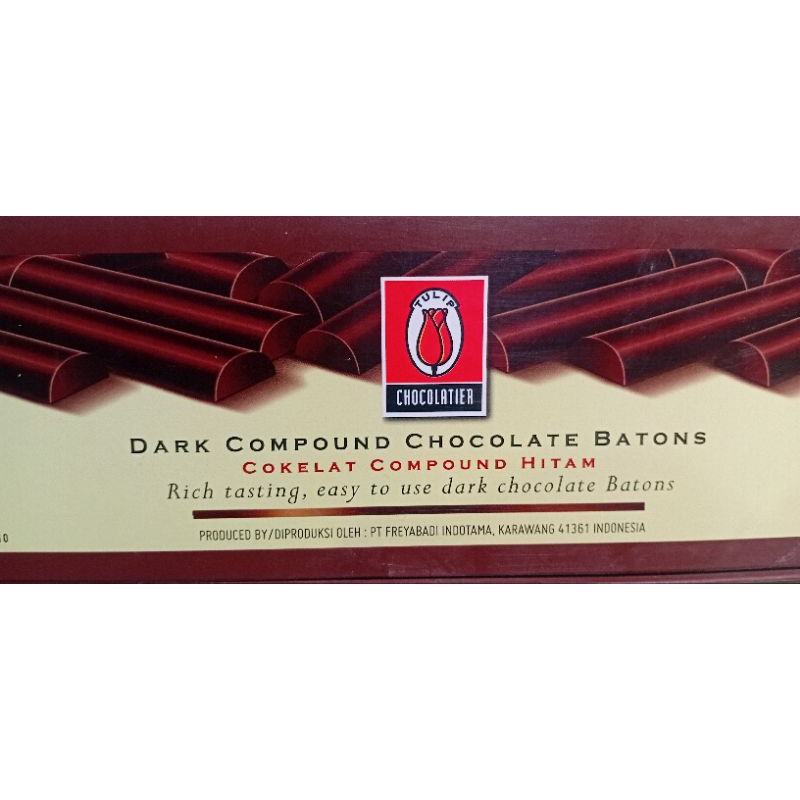 TULIP
CHOCOLATIER
DARK COMPOUND CHOCOLATE BATONS
COKELAT COMPOUND HITAM
Rich tasting, easy to use dark chocolate Batons
PRODUCED BY/DIPRODUKSI OLEH : PT FREYABADI INDOTAMA, KARAWANG 41361 INDONESIA